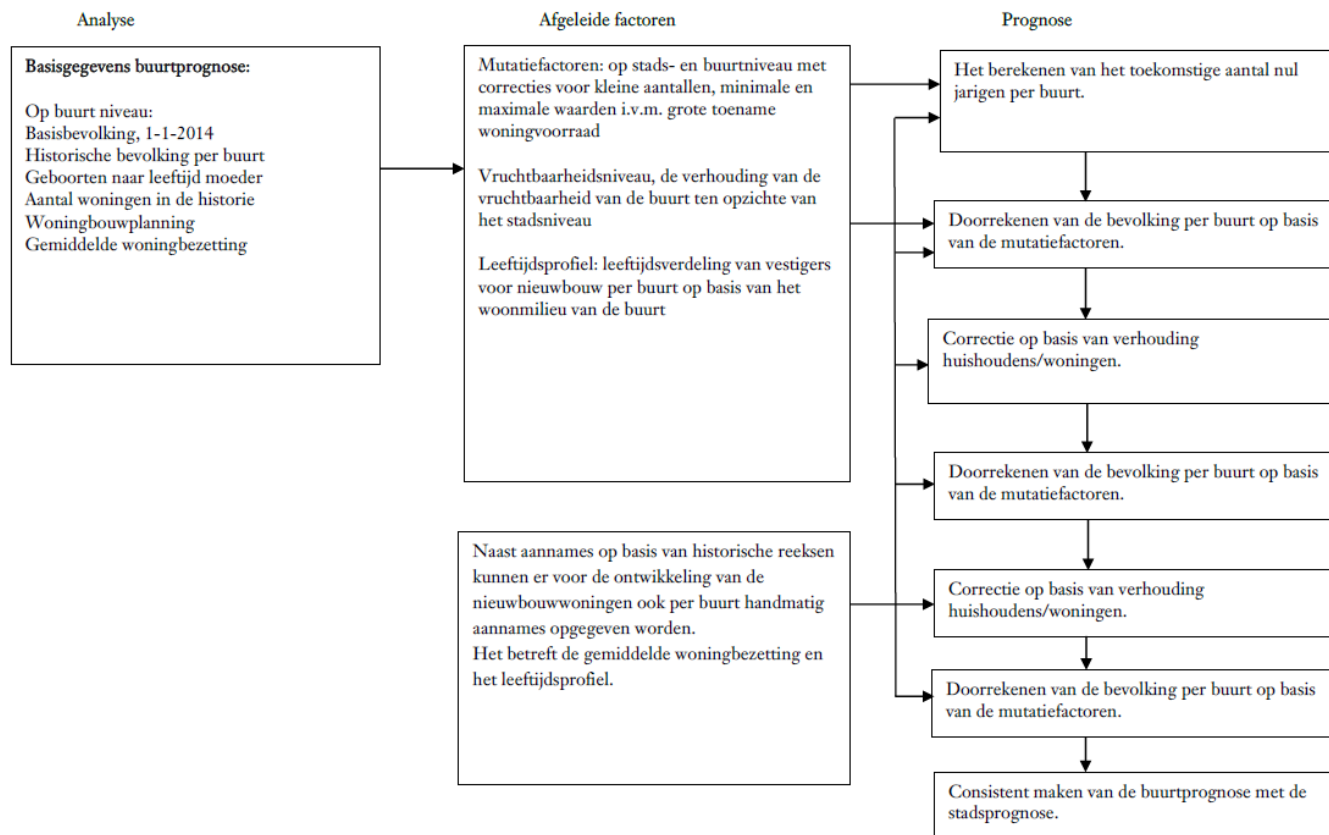 Analyse
Afgeleide factoren
Prognose
Basisgegevens buurtprognose:
Op buurt niveau:
Basisbevolking, 1-1-2014
Historische bevolking per buurt
Geboorten naar leeftijd moeder
Aantal woningen in de historie
Woningbouwplanning
Gemiddelde woningbezetting
Mutatiefactoren: op stads- en buurtniveau met
correcties voor kleine aantallen, minimale en
maximale waarden i.v.m. grote toename
woningvoorraad
Vruchtbaarheidsniveau, de verhouding van de
vruchtbaarheid van de buurt ten opzichte van
het stadsniveau
Leeftijdsprofiel: leeftijdsverdeling van vestigers
voor nieuwbouw per buurt op basis van het
woonmilieu van de buurt
Naast aannames op basis van historische reeksen
kunnen er voor de ontwikkeling van de
nieuwbouwwoningen ook per buurt handmatig
aannames opgegeven worden.
Het betreft de gemiddelde woningbezetting en
het leeftijdsprofiel.
Het berekenen van het toekomstige aantal nul
jarigen per buurt.
Doorrekenen van de bevolking per buurt op basis
van de mutatiefactoren.
Correctie op basis van verhouding
huishoudens/woningen.
Doorrekenen van de bevolking per buurt op basis
van de mutatiefactoren.
Correctie op basis van verhouding
huishoudens/woningen.
Doorrekenen van de bevolking per buurt op basis
van de mutatiefactoren.
Consistent maken van de buurtprognose met de
stadsprognose.